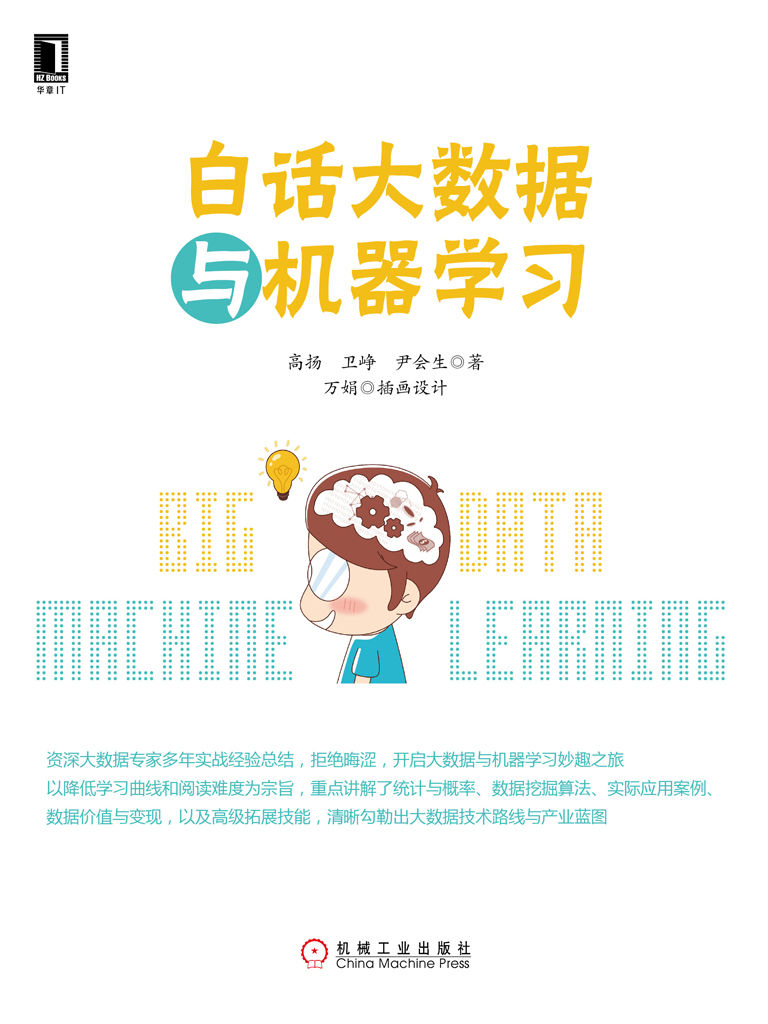 HZ BOOKS
华章IT
白话大数据
与机器学习
高扬 卫峥 尹会生◎著
万娟◎插画设计
BIG DATA
MACHINE LEARNING
资深大数据专家多年实战经验总结，拒绝晦涩，开启大数据与机器学习妙趣之旅
以降低学习曲线和阅读难度为宗旨，重点讲解了统计与概率、数据挖掘算法、实际应用案例、
数据价值与变现，以及高级拓展技能，清晰勾勒出大数据技术路线与产业蓝图
机械工业出版社
China Machine Press